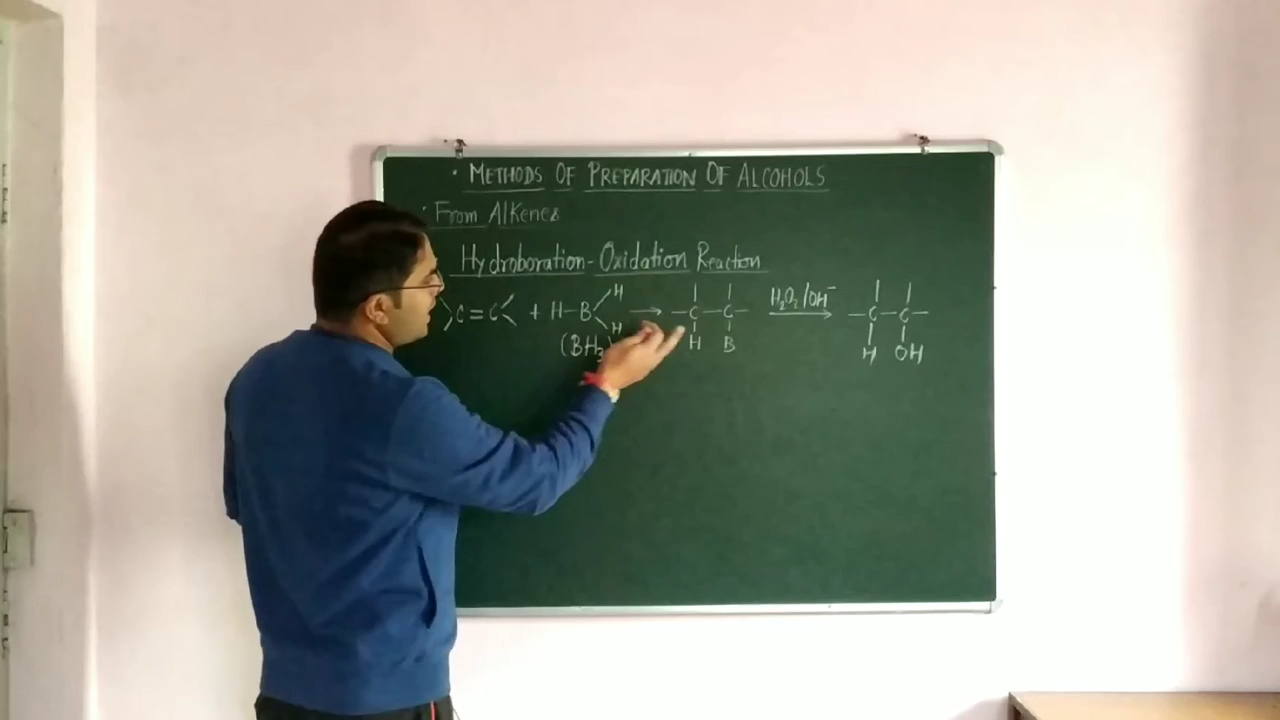 · METHODS OF PREPARATION OF ALCOHOLS
· From Alkenes
Hydroboration-Oxidation Reaction
>C=C< + H-B H H → -C-C- H₂O₂/OH⁻ → -C-C-
(BH₃) H B H OH